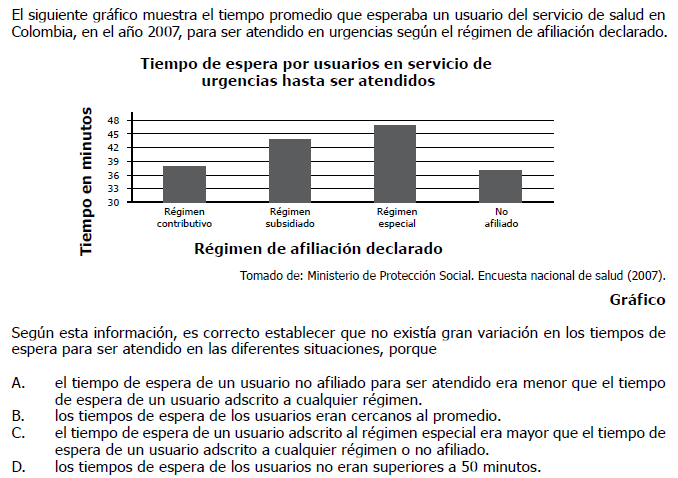 El siguiente gráfico muestra el tiempo promedio que esperaba un usuario del servicio de salud en
Colombia, en el año 2007, para ser atendido en urgencias según el régimen de afiliación declarado.
Tiempo de espera por usuarios en servicio de
urgencias hasta ser atendidos
Tiempo en minutos
48
45
42
39
36
33
30
Régimen
contributivo
Régimen
subsidiado
Régimen
especial
No
afiliado
Régimen de afiliación declarado
Tomado de: Ministerio de Protección Social. Encuesta nacional de salud (2007).
Gráfico
Según esta información, es correcto establecer que no existía gran variación en los tiempos de
espera para ser atendido en las diferentes situaciones, porque
A. el tiempo de espera de un usuario no afiliado para ser atendido era menor que el tiempo
de espera de un usuario adscrito a cualquier régimen.
B. los tiempos de espera de los usuarios eran cercanos al promedio.
C. el tiempo de espera de un usuario adscrito al régimen especial era mayor que el tiempo de
espera de un usuario adscrito a cualquier régimen o no afiliado.
D. los tiempos de espera de los usuarios no eran superiores a 50 minutos.